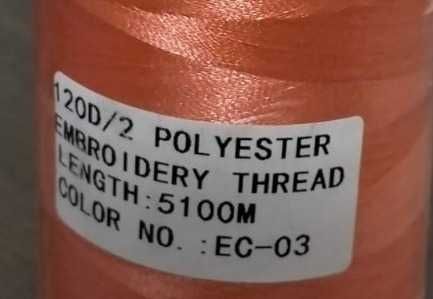 120D/2 POLYESTER
EMBROIDERY THREAD
LENGTH:5100M
COLOR NO. :EC-03